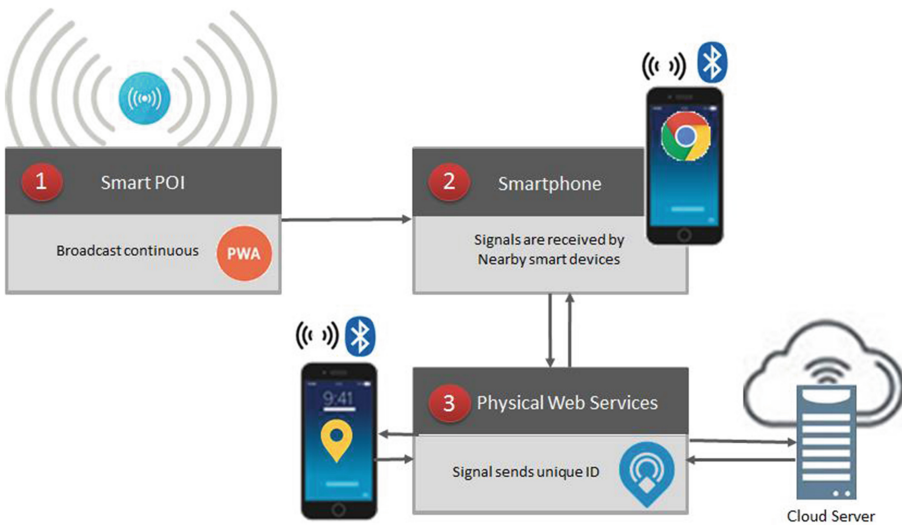 1
Smart POI
Broadcast continuous
PWA
2
Smartphone
Signals are received by
Nearby smart devices
9:41
3
Physical Web Services
Signal sends unique ID
Cloud Server